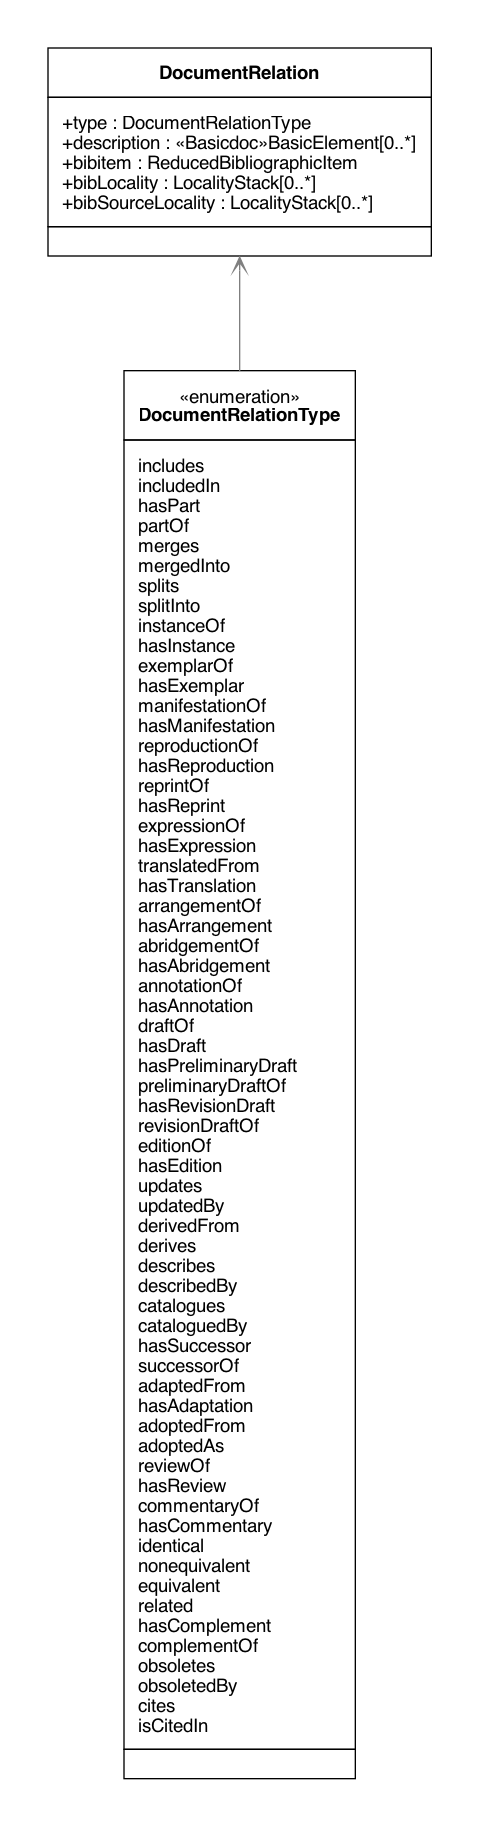 DocumentRelation
+type : DocumentRelationType
+description : «Basicdoc»BasicElement[0..*]
+bibitem : ReducedBibliographicItem
+bibLocality : LocalityStack[0..*]
+bibSourceLocality : LocalityStack[0..*]
«enumeration»
DocumentRelationType
includes
includedIn
hasPart
partOf
merges
mergedInto
splits
splitInto
instanceOf
hasInstance
exemplarOf
hasExemplar
manifestationOf
hasManifestation
reproductionOf
hasReproduction
reprintOf
hasReprint
expressionOf
hasExpression
translatedFrom
hasTranslation
arrangementOf
hasArrangement
abridgementOf
hasAbridgement
annotationOf
hasAnnotation
draftOf
hasDraft
hasPreliminaryDraft
preliminaryDraftOf
hasRevisionDraft
revisionDraftOf
editionOf
hasEdition
updates
updatedBy
derivedFrom
derives
describes
describedBy
catalogues
cataloguedBy
hasSuccessor
successorOf
adaptedFrom
hasAdaptation
adoptedFrom
adoptedAs
reviewOf
hasReview
commentaryOf
hasCommentary
identical
nonequivalent
equivalent
related
hasComplement
complementOf
obsoletes
obsoletedBy
cites
isCitedIn